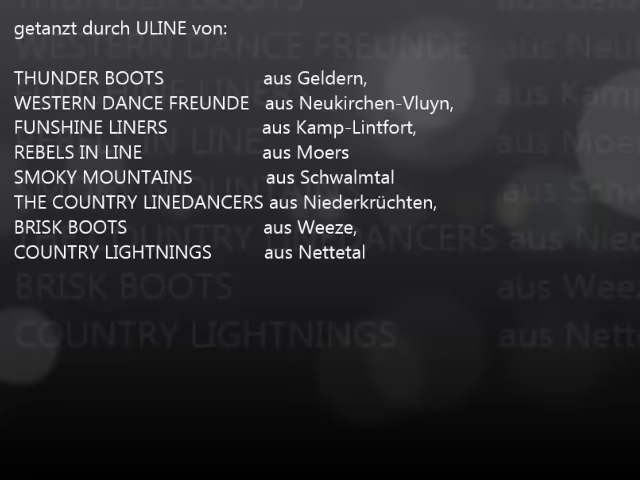 getanzt durch ULINE von:
THUNDER BOOTS aus Geldern,
WESTERN DANCE FREUNDE aus Neukirchen-Vluyn,
FUNSHINE LINERS aus Kamp-Lintfort,
REBELS IN LINE aus Moers
SMOKY MOUNTAINS aus Schwalmtal
THE COUNTRY LINEDANCERS aus Niederkrüchten,
BRISK BOOTS aus Weeze,
COUNTRY LIGHTNINGS aus Nettetal